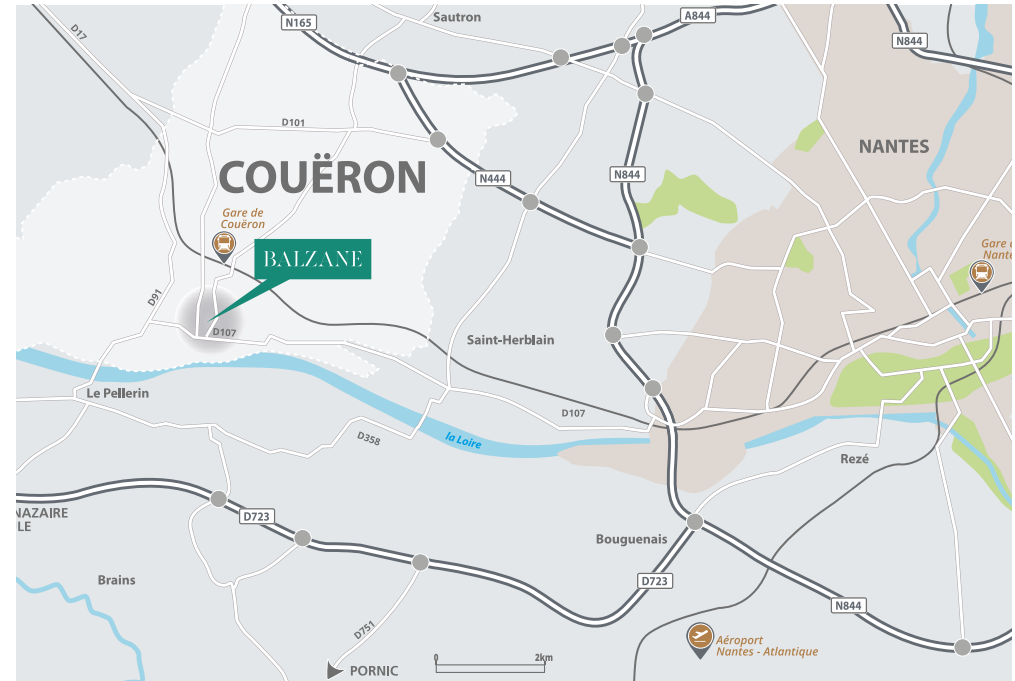 Sautron
A844
N165
D17
N844
D101
NANTES
COUËRON
N444
N844
Gare de
Couëron
BALZANE
Gare d
Nante
D91
D107
Saint-Herblain
Le Pellerin
D107
D358
la Loire
Rezé
NAZAIRE
LE
D723
Bouguenais
Brains
D723
N844
D751
Aéroport
Nantes - Atlantique
0
2km
PORNIC